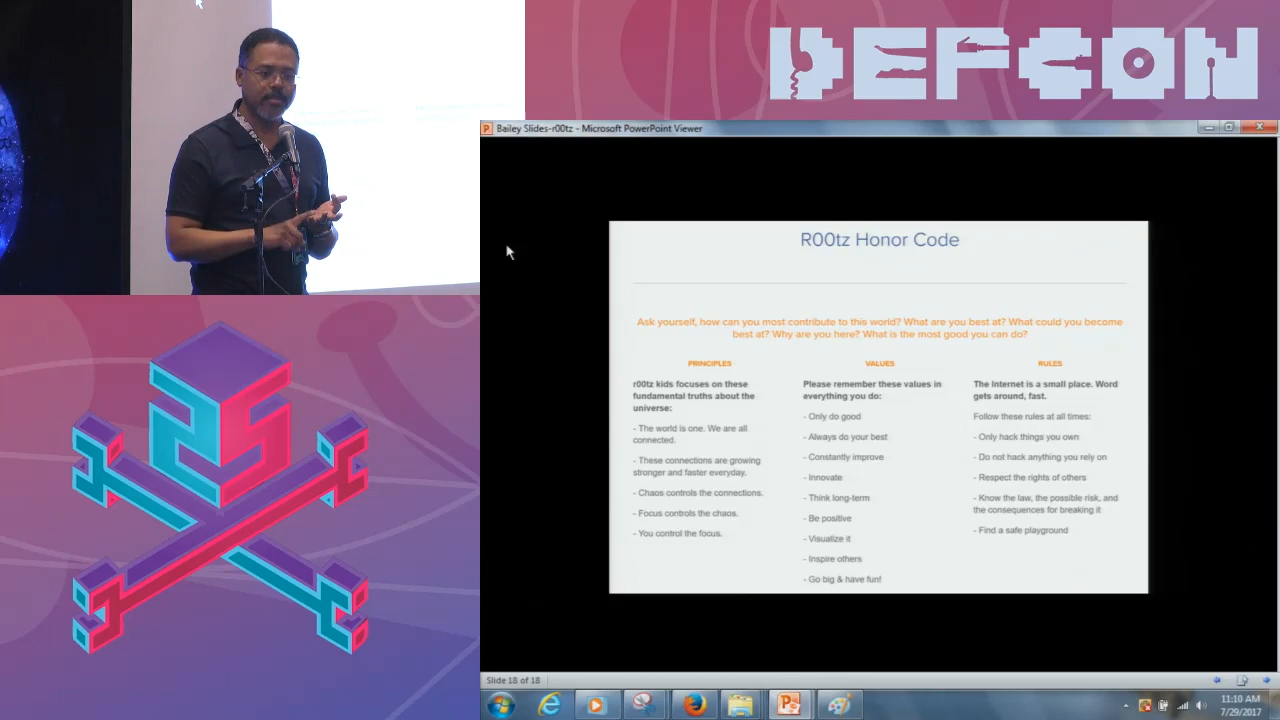 DEFCON
Bailey Slides-r00tz - Microsoft PowerPoint Viewer
R00tz Honor Code
Ask yourself, how can you most contribute to this world? What are you best at? What could you become
best at? Why are you here? What is the most good you can do?
PRINCIPLES
r00tz kids focuses on these
fundamental truths about the
universe:
- The world is one. We are all
connected.
- These connections are growing
stronger and faster everyday.
- Chaos controls the connections.
- Focus controls the chaos.
- You control the focus.
VALUES
Please remember these values in
everything you do:
- Only do good
- Always do your best
- Constantly improve
- Innovate
- Think long-term
- Be positive
- Visualize it
- Inspire others
- Go big & have fun!
RULES
The Internet is a small place. Word
gets around, fast.
Follow these rules at all times:
- Only hack things you own
- Do not hack anything you rely on
- Respect the rights of others
- Know the law, the possible risk, and
the consequences for breaking it
- Find a safe playground
Slide 18 of 18
11:10 AM
7/29/2017